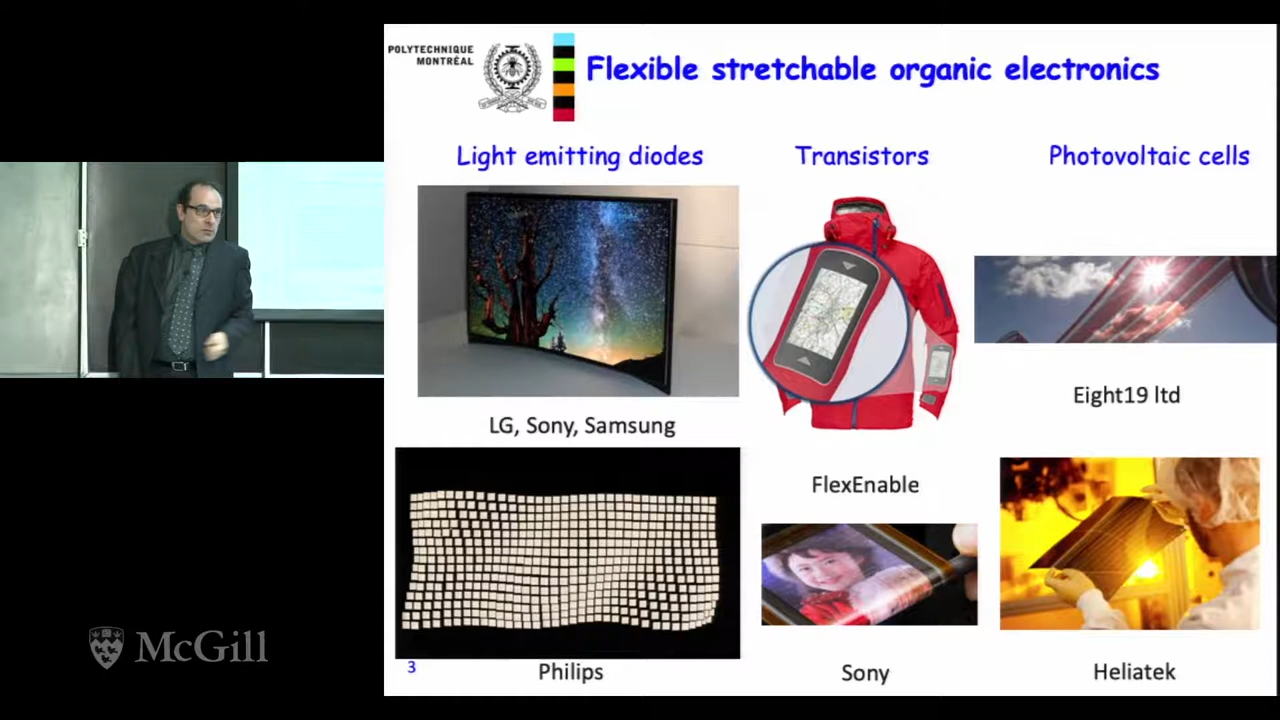 POLYTECHNIQUE
MONTRÉAL
Flexible stretchable organic electronics
Light emitting diodes
Transistors
Photovoltaic cells
LG, Sony, Samsung
Eight19 ltd
FlexEnable
3
Philips
Sony
Heliatek
McGill